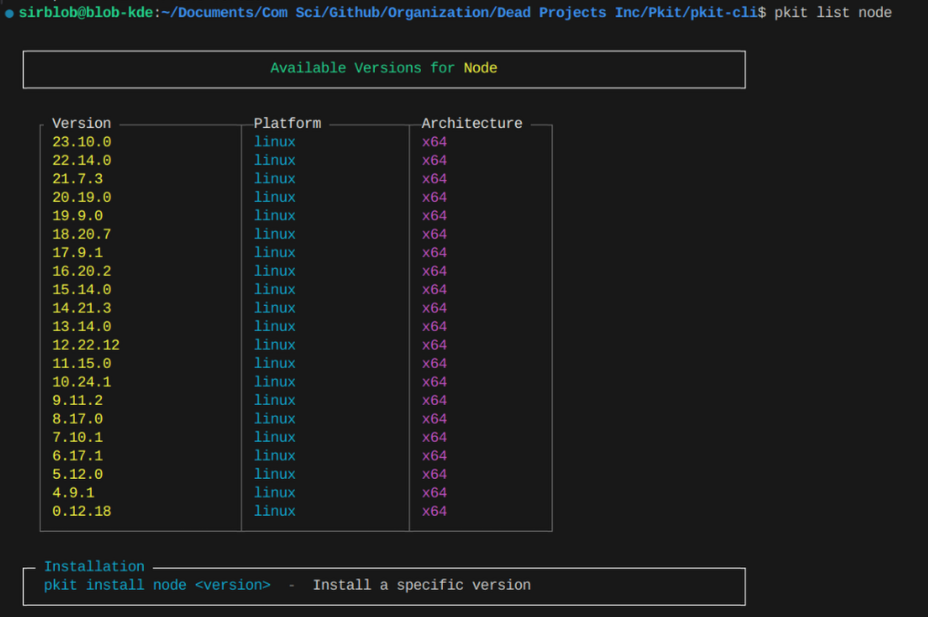 sirblob@blob-kde:~/Documents/Com Sci/Github/Organization/Dead Projects Inc/Pkit/pkit-cli$ pkit list node
Available Versions for Node
Version Platform Architecture
23.10.0 linux x64
22.14.0 linux x64
21.7.3 linux x64
20.19.0 linux x64
19.9.0 linux x64
18.20.7 linux x64
17.9.1 linux x64
16.20.2 linux x64
15.14.0 linux x64
14.21.3 linux x64
13.14.0 linux x64
12.22.12 linux x64
11.15.0 linux x64
10.24.1 linux x64
9.11.2 linux x64
8.17.0 linux x64
7.10.1 linux x64
6.17.1 linux x64
5.12.0 linux x64
4.9.1 linux x64
0.12.18 linux x64
Installation
pkit install node <version> - Install a specific version